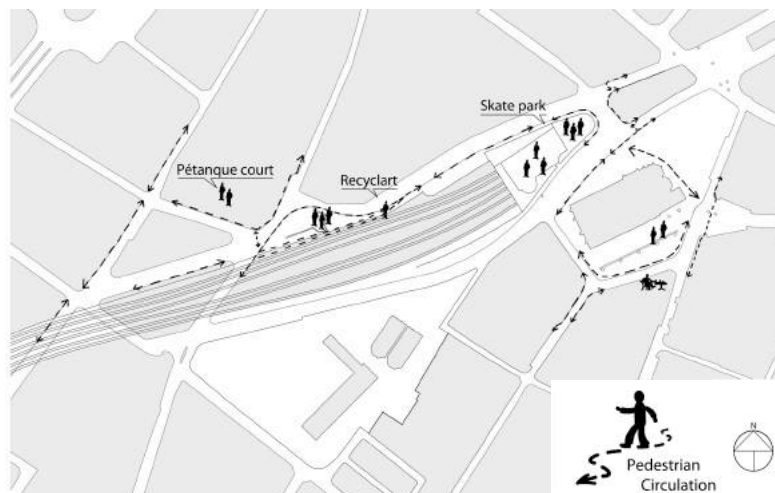 Skate park
Pétanque court
Recyclart
N
Pedestrian
Circulation